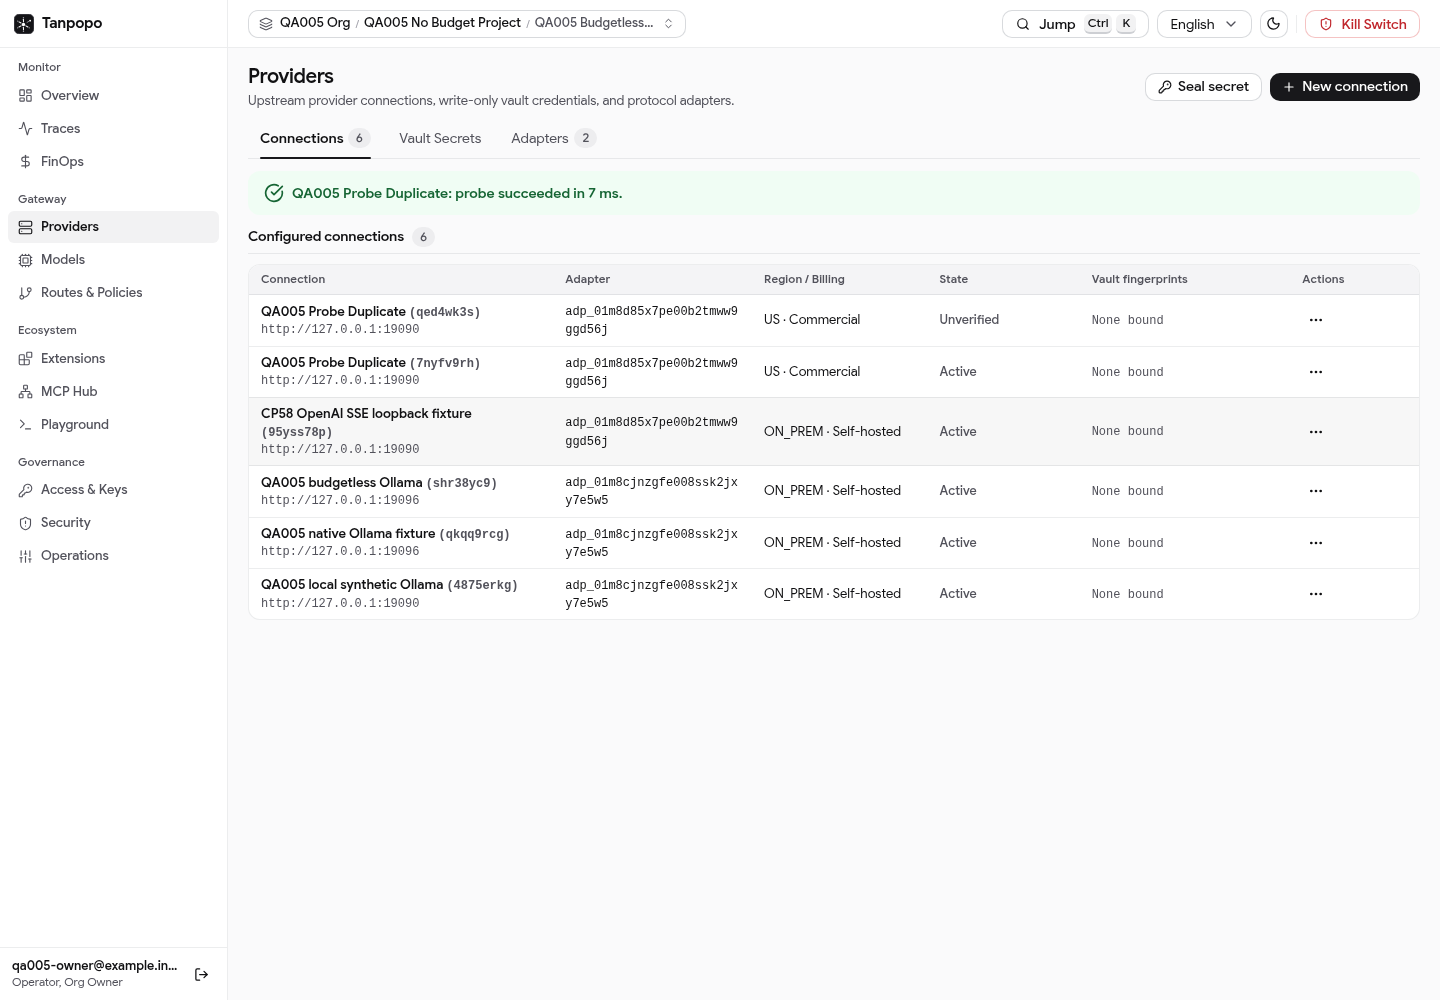 Tanpopo
QA005 Org / QA005 No Budget Project / QA005 Budgetless...
Jump Ctrl K
English
Kill Switch
Monitor
Overview
Traces
FinOps
Gateway
Providers
Models
Routes & Policies
Ecosystem
Extensions
MCP Hub
Playground
Governance
Access & Keys
Security
Operations
qa005-owner@example.in...
Operator, Org Owner
Providers
Upstream provider connections, write-only vault credentials, and protocol adapters.
Seal secret
New connection
Connections 6
Vault Secrets
Adapters 2
QA005 Probe Duplicate: probe succeeded in 7 ms.
Configured connections 6
Connection Adapter Region / Billing State Vault fingerprints Actions
QA005 Probe Duplicate (qed4wk3s)
http://127.0.0.1:19090
adp_01m8d85x7pe00b2tmww9
ggd56j
US · Commercial
Unverified
None bound
QA005 Probe Duplicate (7nyfv9rh)
http://127.0.0.1:19090
adp_01m8d85x7pe00b2tmww9
ggd56j
US · Commercial
Active
None bound
CP58 OpenAI SSE loopback fixture
(95yss78p)
http://127.0.0.1:19090
adp_01m8d85x7pe00b2tmww9
ggd56j
ON_PREM · Self-hosted
Active
None bound
QA005 budgetless Ollama (shr38yc9)
http://127.0.0.1:19096
adp_01m8cjnzgfe008ssk2jx
y7e5w5
ON_PREM · Self-hosted
Active
None bound
QA005 native Ollama fixture (qkqq9rcg)
http://127.0.0.1:19096
adp_01m8cjnzgfe008ssk2jx
y7e5w5
ON_PREM · Self-hosted
Active
None bound
QA005 local synthetic Ollama (4875erkg)
http://127.0.0.1:19090
adp_01m8cjnzgfe008ssk2jx
y7e5w5
ON_PREM · Self-hosted
Active
None bound